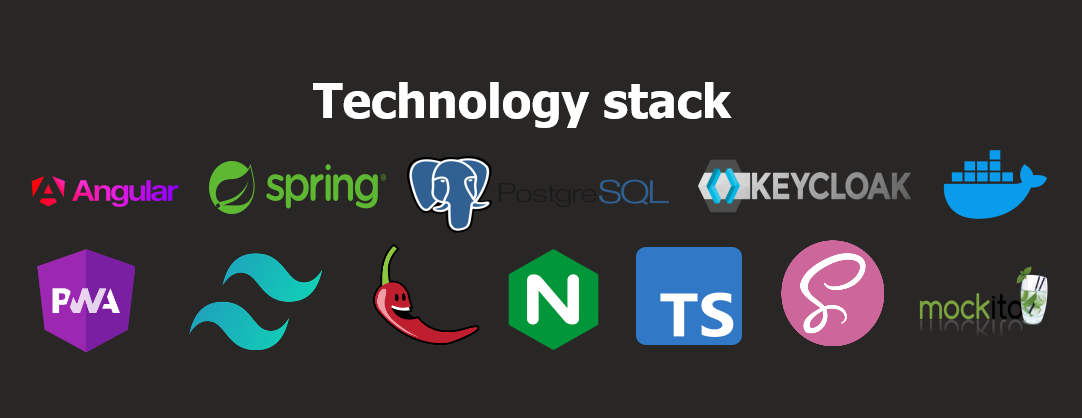 Technology stack
Angular
spring®
PostgreSQL
KEYCLOAK
PWA
N
TS
S
mockito